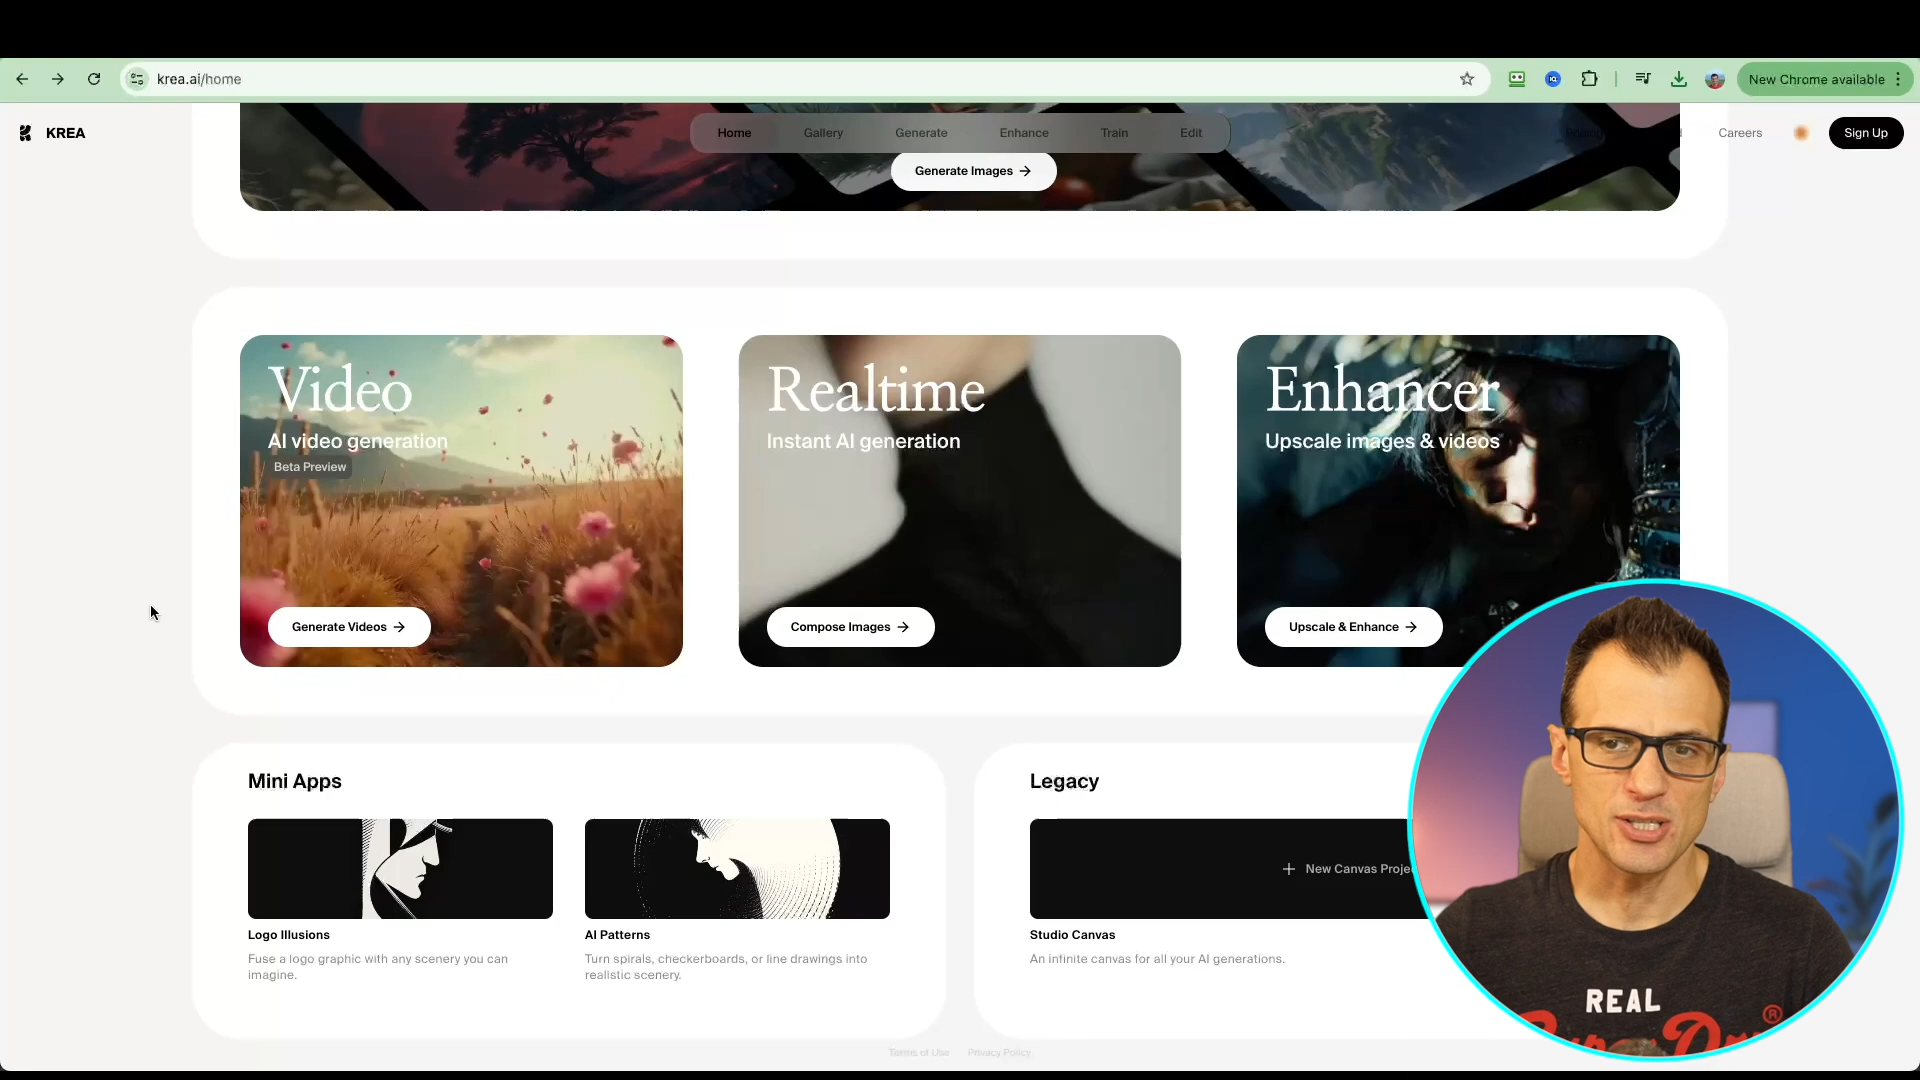 krea.ai/home
New Chrome available
KREA
Home
Gallery
Generate
Enhance
Train
Edit
Careers
Sign Up
Generate Images →
Video
AI video generation
Beta Preview
Generate Videos →
Realtime
Instant AI generation
Compose Images →
Enhancer
Upscale images & videos
Upscale & Enhance →
Mini Apps
Logo Illusions
Fuse a logo graphic with any scenery you can
imagine.
AI Patterns
Turn spirals, checkerboards, or line drawings into
realistic scenery.
Legacy
+ New Canvas
Studio Canvas
An infinite canvas for all your AI generations.
REAL
Terms of Use
Privacy Policy